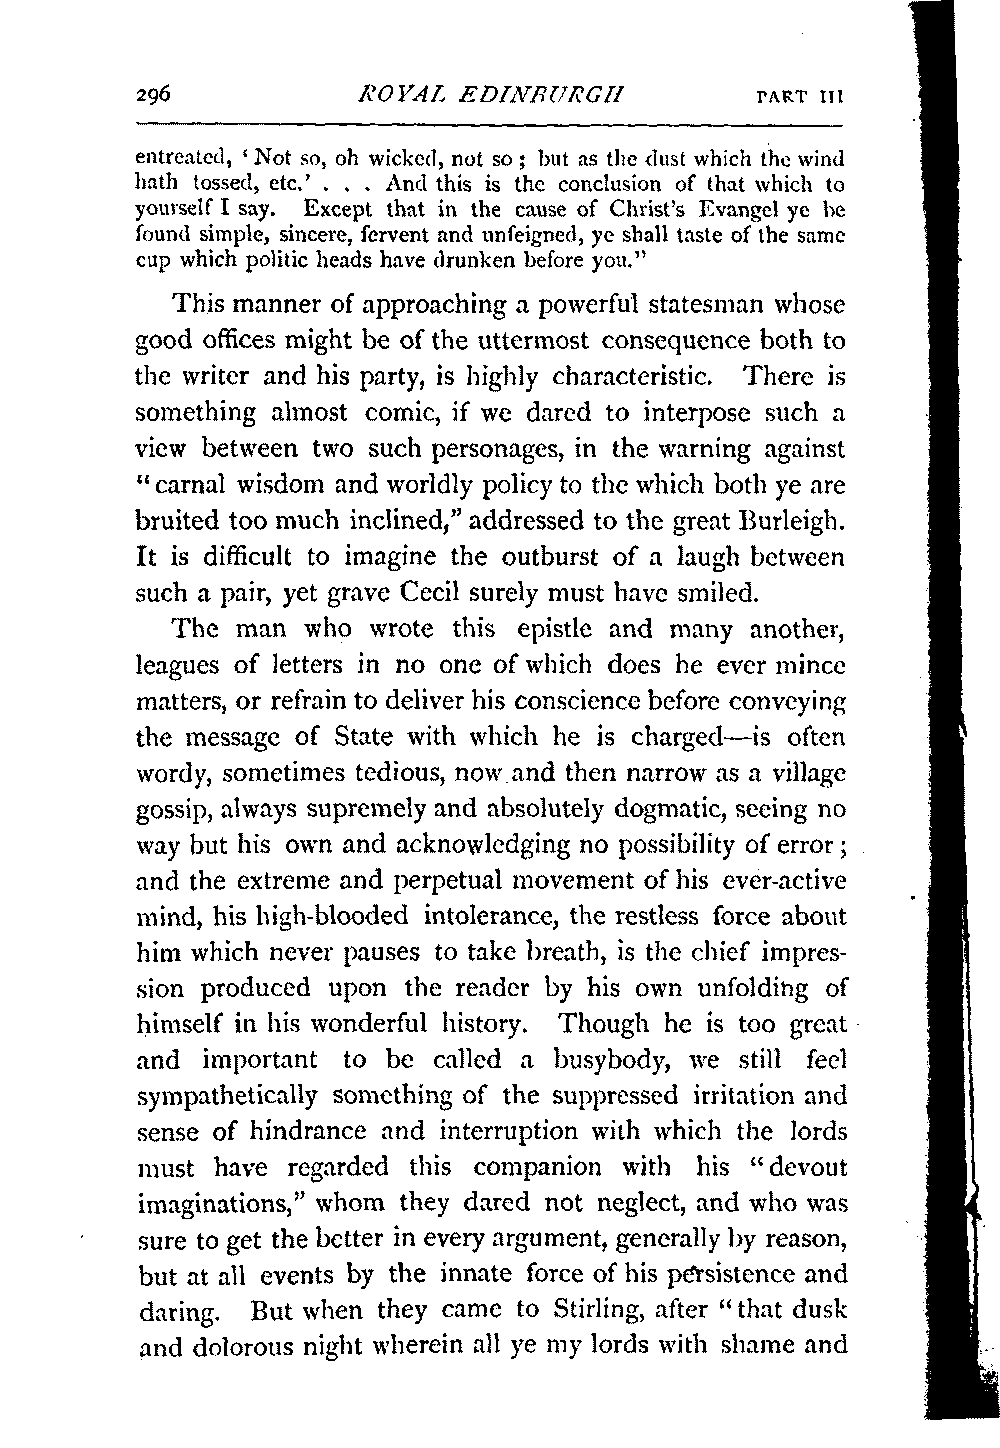 296 ROYAL EDINBURGH PART III
entreated, ‘Not so, oh wicked, not so; but as the dust which the wind
hath tossed, etc.’ . . . And this is the conclusion of that which to
yourself I say. Except that in the cause of Christ's Evangel ye be
found simple, sincere, fervent and unfeigned, ye shall taste of the same
cup which politic heads have drunken before you.”
This manner of approaching a powerful statesman whose
good offices might be of the uttermost consequence both to
the writer and his party, is highly characteristic. There is
something almost comic, if we dared to interpose such a
view between two such personages, in the warning against
“carnal wisdom and worldly policy to the which both ye are
bruited too much inclined,” addressed to the great Burleigh.
It is difficult to imagine the outburst of a laugh between
such a pair, yet grave Cecil surely must have smiled.
The man who wrote this epistle and many another,
leagues of letters in no one of which does he ever mince
matters, or refrain to deliver his conscience before conveying
the message of State with which he is charged—is often
wordy, sometimes tedious, now and then narrow as a village
gossip, always supremely and absolutely dogmatic, seeing no
way but his own and acknowledging no possibility of error;
and the extreme and perpetual movement of his ever-active
mind, his high-blooded intolerance, the restless force about
him which never pauses to take breath, is the chief impres-
sion produced upon the reader by his own unfolding of
himself in his wonderful history. Though he is too great
and important to be called a busybody, we still feel
sympathetically something of the suppressed irritation and
sense of hindrance and interruption with which the lords
must have regarded this companion with his “devout
imaginations,” whom they dared not neglect, and who was
sure to get the better in every argument, generally by reason,
but at all events by the innate force of his persistence and
daring. But when they came to Stirling, after “that dusk
and dolorous night wherein all ye my lords with shame and